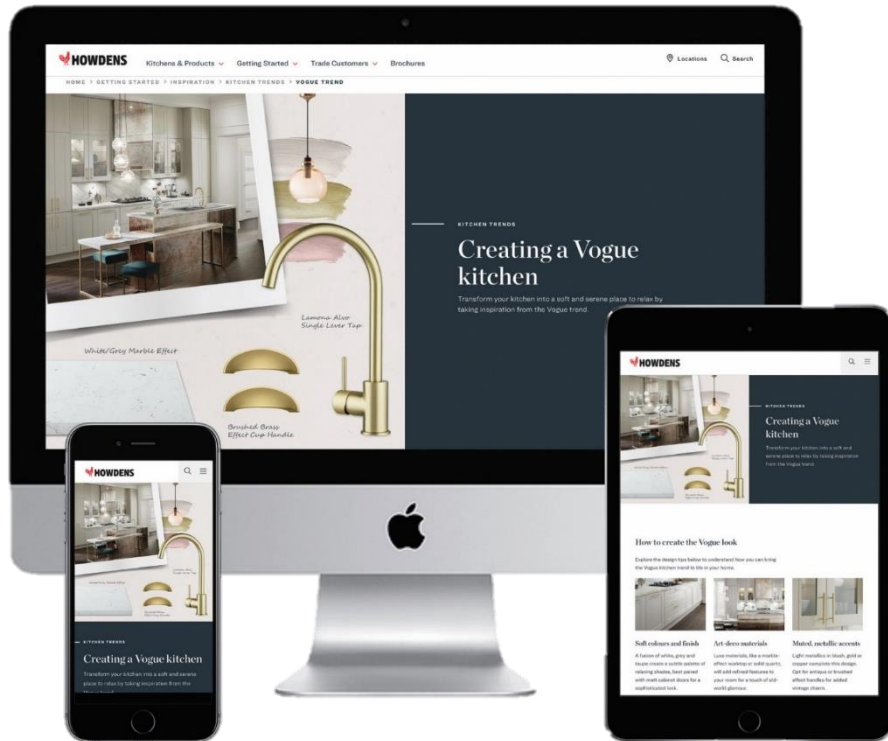 HOWDENS
Kitchens & Products
Getting Started
Trade Customers
Brochures
Locations
Search
HOME > GETTING STARTED > INSPIRATION > KITCHEN TRENDS > VOGUE TREND
KITCHEN TRENDS
Creating a Vogue
kitchen
Transform your kitchen into a soft and serene place to relax by
taking inspiration from the Vogue trend.
Lamona Alvo
Single Lever Tap
White/Grey Marble Effect
Brushed Brass
Effect Cup Handle
HOWDENS
KITCHEN TRENDS
Creating a Vogue kitchen
Transform your kitchen into a soft and serene
place to relax by taking inspiration from the
Vogue trend.
HOWDENS
KITCHEN TRENDS
Creating a Vogue
kitchen
Transform your kitchen into a soft and
serene place to relax by taking inspiration
from the Vogue trend.
How to create the Vogue look
Explore the design tips below to understand how you can bring
the Vogue kitchen trend to life in your home.
Soft colours and finish
A fusion of white, grey and
taupe create a subtle palette of
relaxing shades, best paired
with matt cabinet doors for a
sophisticated look.
Art-deco materials
Luxe materials, like a marble-
effect worktop or solid quartz,
will add refined features to
your room for a touch of old-
world glamour.
Muted, metallic accents
Light metallics in blush, gold or
copper complete this design.
Opt for unique or brushed
effect handles for added
vintage charm.